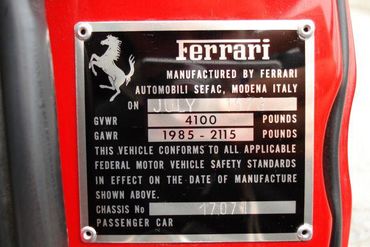 Ferrari
MANUFACTURED BY FERRARI
AUTOMOBILI SEFAC, MODENA ITALY
ON JULY
GVWR 4100 POUNDS
GAWR 1985 - 2115 POUNDS
THIS VEHICLE CONFORMS TO ALL APPLICABLE
FEDERAL MOTOR VEHICLE SAFETY STANDARDS
IN EFFECT ON THE DATE OF MANUFACTURE
SHOWN ABOVE.
CHASSIS No
PASSENGER CAR